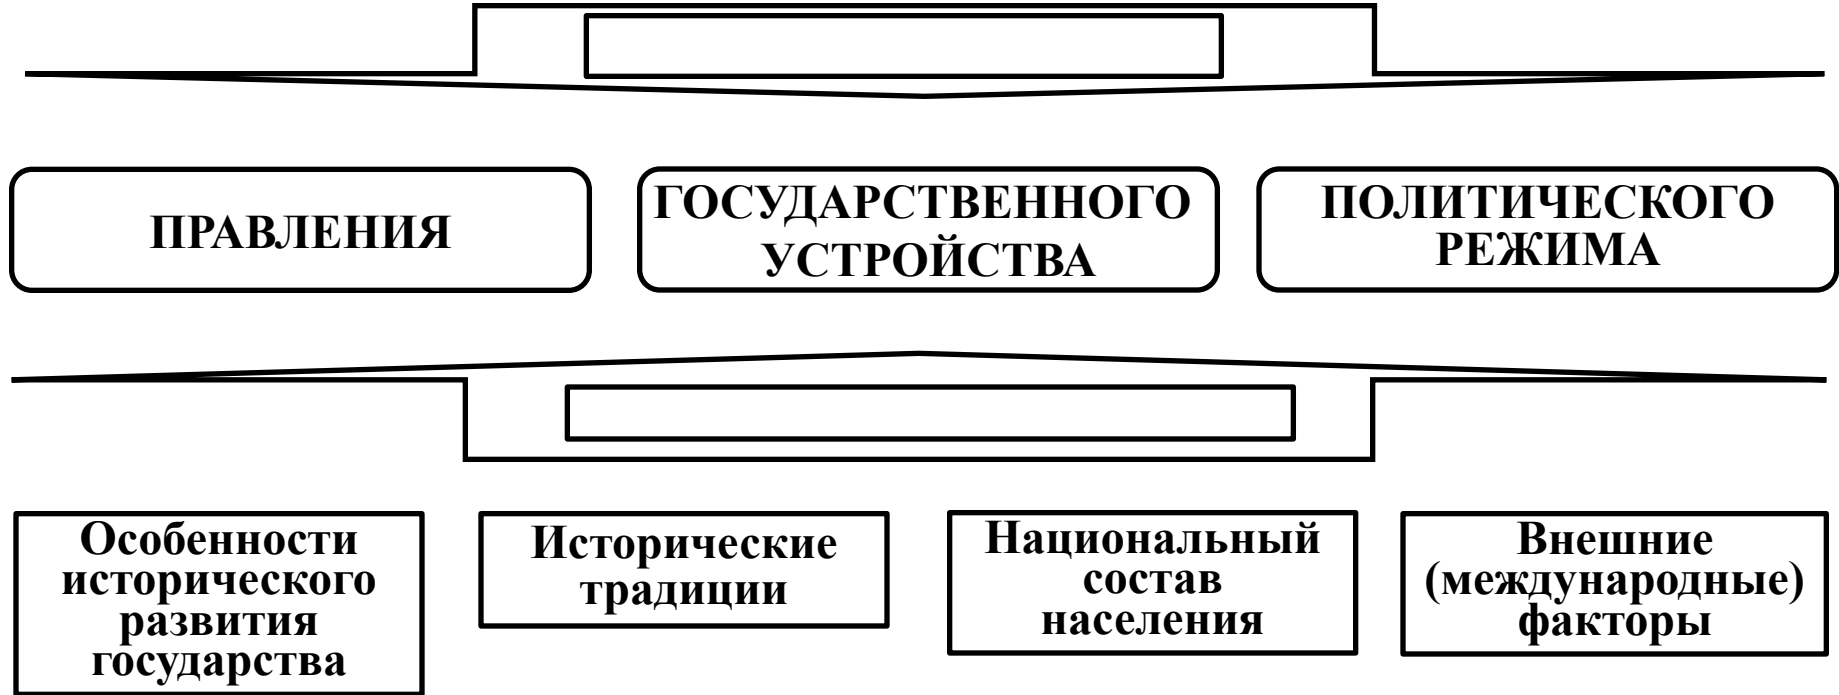 ПРАВЛЕНИЯ
ГОСУДАРСТВЕННОГО
УСТРОЙСТВА
ПОЛИТИЧЕСКОГО
РЕЖИМА
Особенности
исторического
развития
государства
Исторические
традиции
Национальный
состав
населения
Внешние
(международные)
факторы